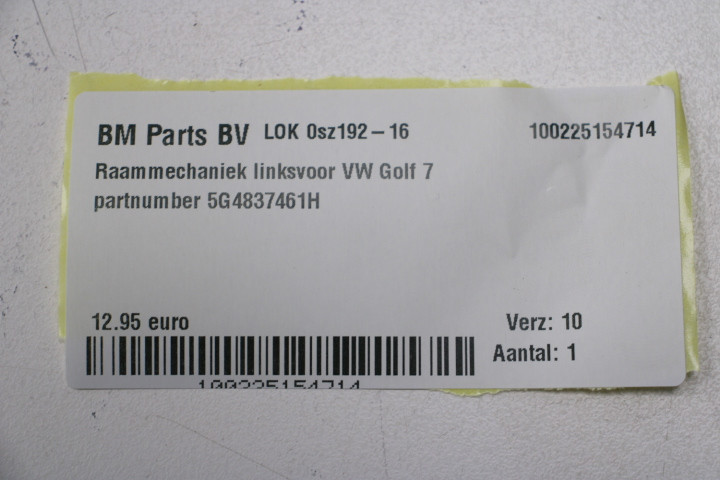 BM Parts BV LOK 0sz192-16 100225154714
Raammechaniek linksvoor VW Golf 7
partnumber 5G4837461H
12.95 euro Verz: 10
Aantal: 1
100225154714